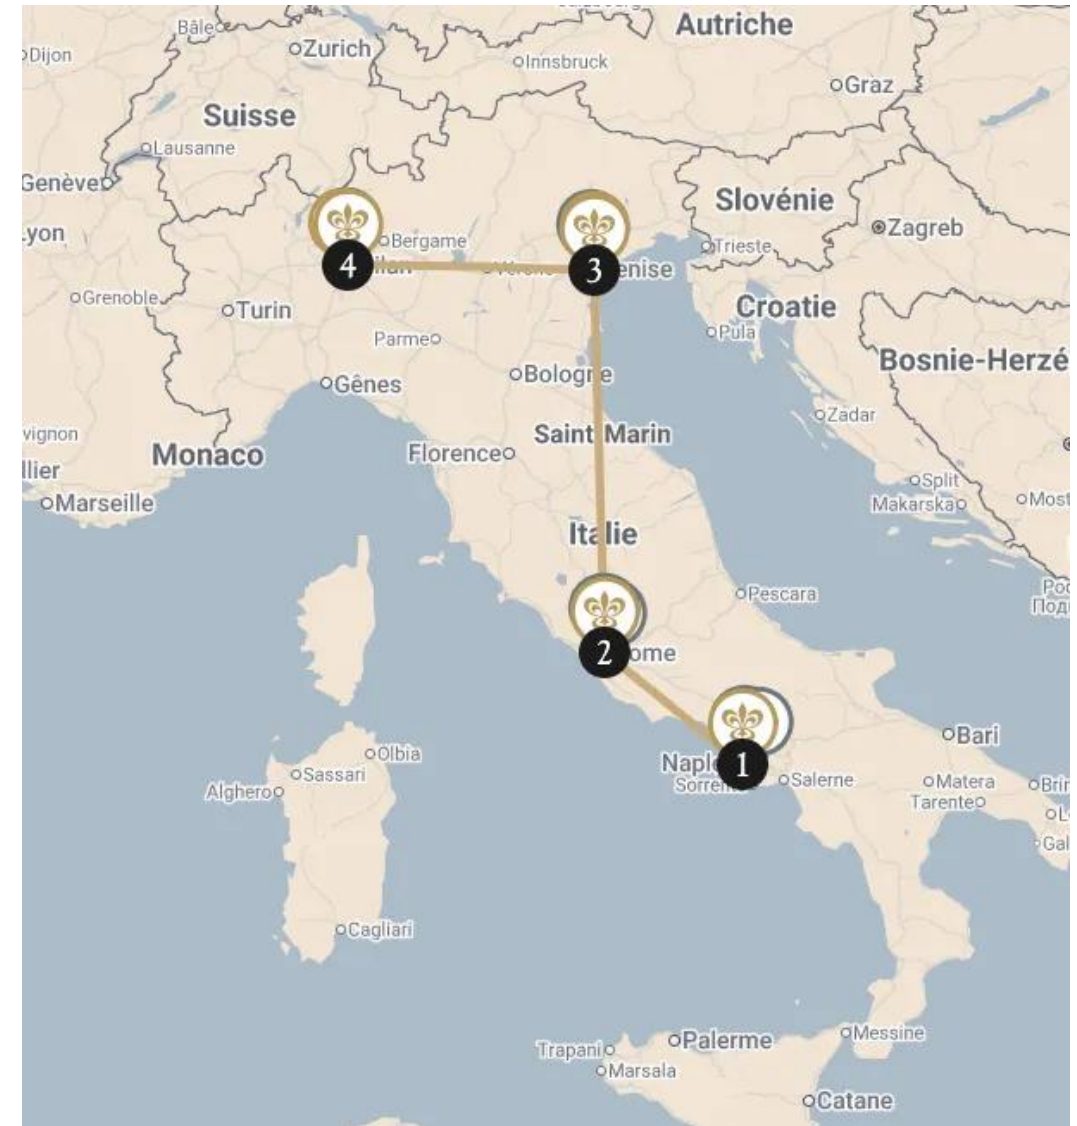 Autriche
Bâle
Zurich
Dijon
Innsbruck
Graz
Suisse
Lausanne
Genève
Slovénie
Zagreb
Lyon
4
Bergame
3
Trieste
Grenoble
Turin
Croatie
Pula
Parme
Bosnie-Herzé
Bologne
Gênes
Zadar
Saint-Marin
vignon
Monaco
Florence
llier
Split
Marseille
Makarska
Most
Italie
Pescara
2
ome
Bari
Olbia
1
Sassari
Salerne
Matera
Alghero
Tarente
Cagliari
Messine
Palerme
Trapani
Marsala
Catane